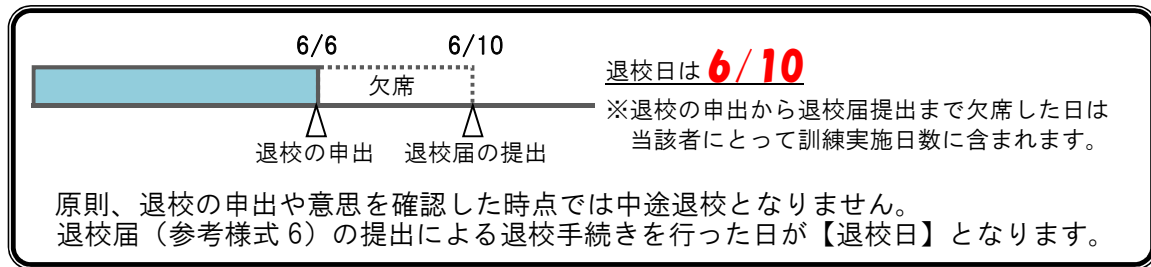 6/6
6/10
欠席
退校の申出
退校届の提出
退校日は 6/10
※退校の申出から退校届提出まで欠席した日は
当該者にとって訓練実施日数に含まれます。
原則、退校の申出や意思を確認した時点では中途退校となりません。
退校届（参考様式６）の提出による退校手続きを行った日が【退校日】となります。